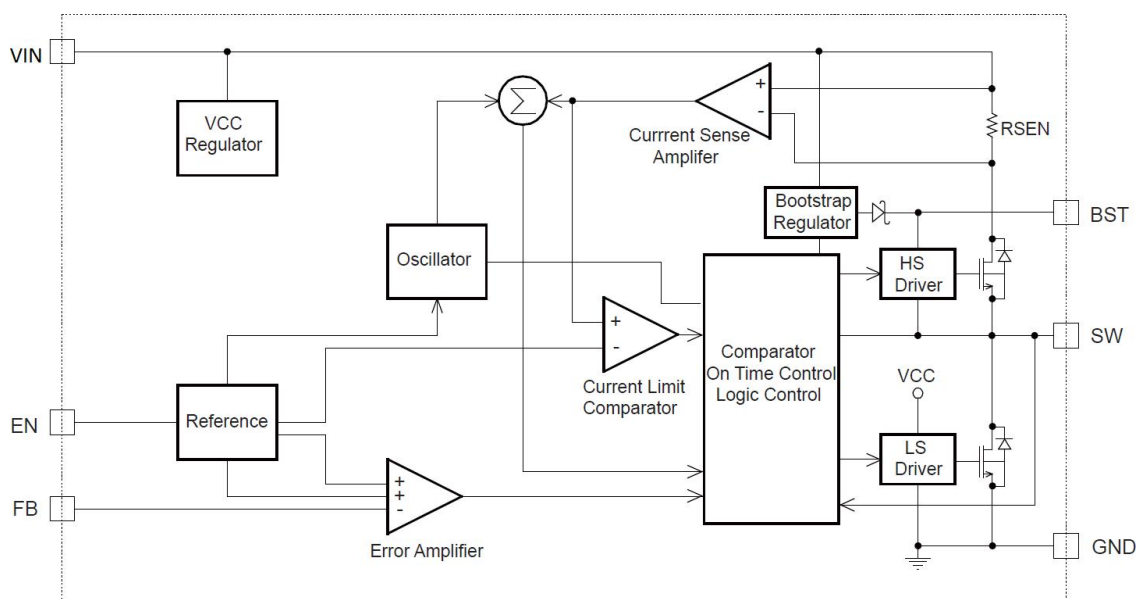 VIN
VCC
Regulator
Σ
+
-
Currrent Sense
Amplifer
RSEN
Bootstrap
Regulator
BST
Oscillator
HS
Driver
+
-
Current Limit
Comparator
Comparator
On Time Control
Logic Control
SW
VCC
EN
Reference
LS
Driver
+
+
-
Error Amplifier
FB
GND